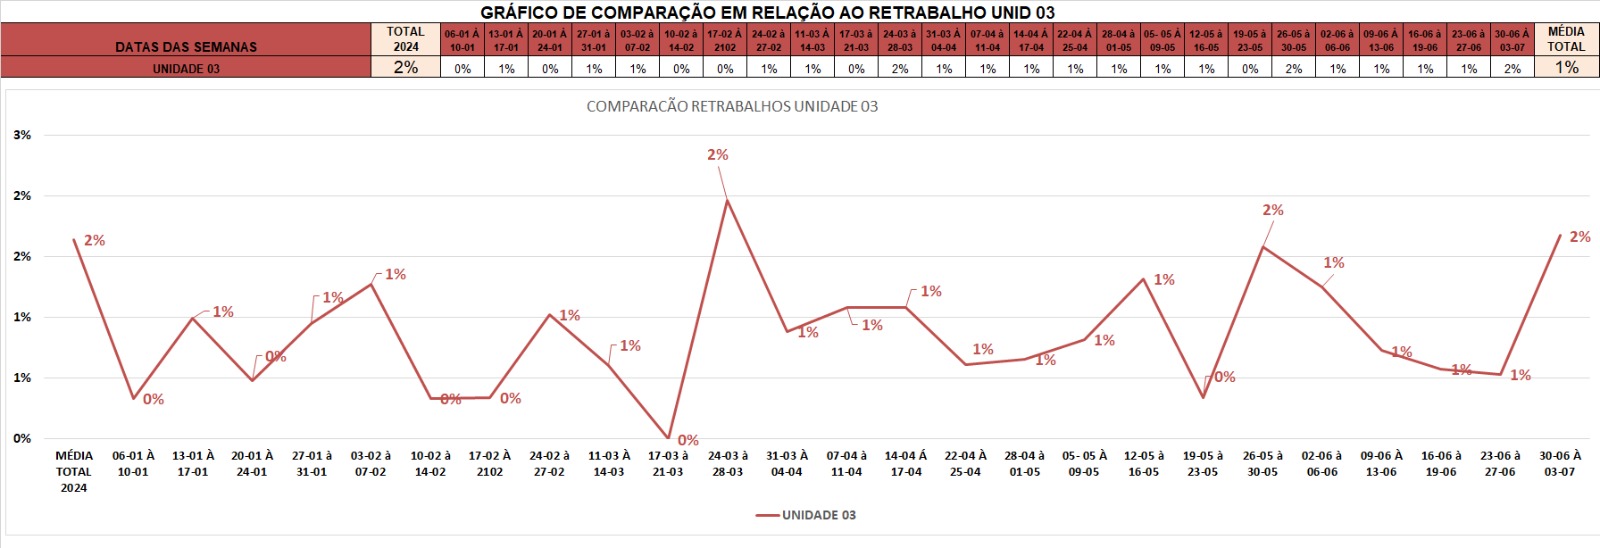 GRÁFICO DE COMPARAÇÃO EM RELAÇÃO AO RETRABALHO UNID 03
DATAS DAS SEMANAS TOTAL 2024 06-01 À 10-01 13-01 À 17-01 20-01 À 24-01 27-01 à 31-01 03-02 à 07-02 10-02 à 14-02 17-02 À 2102 24-02 à 27-02 11-03 À 14-03 17-03 à 21-03 24-03 à 28-03 31-03 À 04-04 07-04 à 11-04 14-04 Á 17-04 22-04 À 25-04 28-04 à 01-05 05- 05 À 09-05 12-05 à 16-05 19-05 à 23-05 26-05 à 30-05 02-06 à 06-06 09-06 À 13-06 16-06 à 19-06 23-06 à 27-06 30-06 À 03-07 MÉDIA TOTAL
UNIDADE 03 2% 0% 1% 0% 1% 1% 0% 0% 1% 1% 0% 2% 1% 1% 1% 1% 1% 1% 1% 0% 2% 1% 1% 1% 1% 2% 1%
COMPARACÃO RETRABALHOS UNIDADE 03
3%
2%
2%
1%
1%
0%
2% 0% 1% 0% 1% 1% 0% 0% 1% 1% 0% 2% 1% 1% 1% 1% 1% 1% 1% 0% 2% 1% 1% 1% 1% 2%
MÉDIA 06-01 À 13-01 À 20-01 À 27-01 à 03-02 à 10-02 à 17-02 À 24-02 à 11-03 À 17-03 à 24-03 à 31-03 À 07-04 à 14-04 Á 22-04 À 28-04 à 05- 05 À 12-05 à 19-05 à 26-05 à 02-06 à 09-06 À 16-06 à 23-06 à 30-06 À
TOTAL 10-01 17-01 24-01 31-01 07-02 14-02 2102 27-02 14-03 21-03 28-03 04-04 11-04 17-04 25-04 01-05 09-05 16-05 23-05 30-05 06-06 13-06 19-06 27-06 03-07
2024
UNIDADE 03